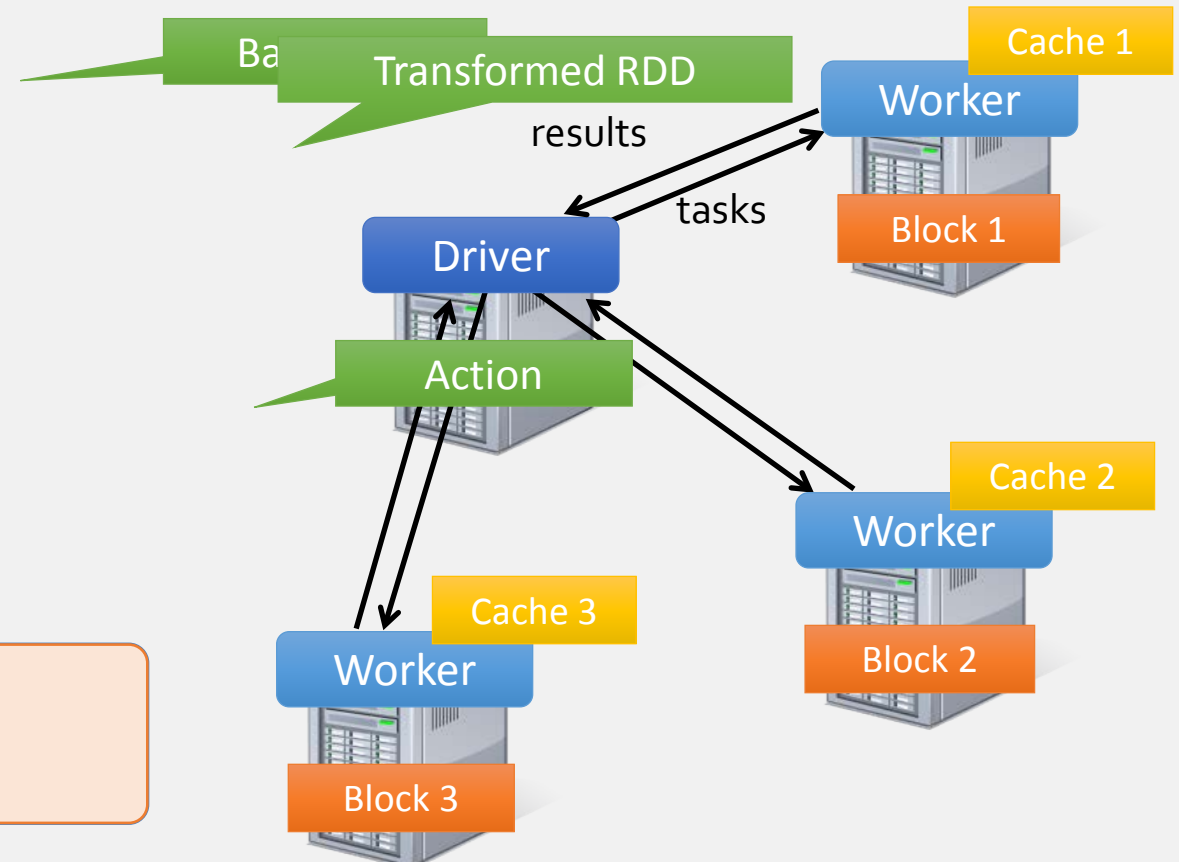 Cache 1
Transformed RDD
Worker
results
tasks
Block 1
Driver
Action
Cache 2
Worker
Cache 3
Block 2
Worker
Block 3